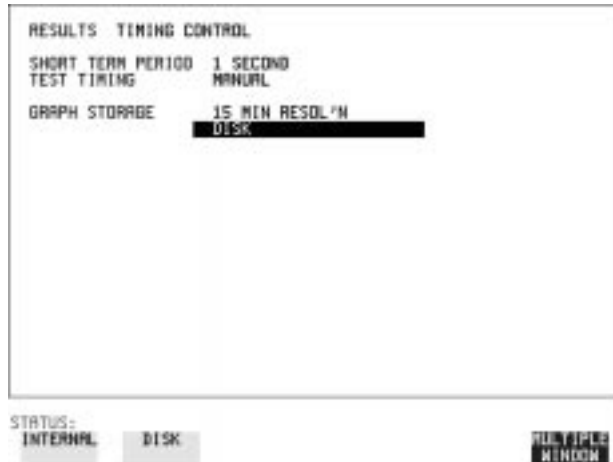 RESULTS TIMING CONTROL
SHORT TERM PERIOD 1 SECOND
TEST TIMING MANUAL
GRAPH STORAGE 15 MIN RESOL'N
DISK
STATUS:
INTERNAL DISK MULTIPLE
WINDOW